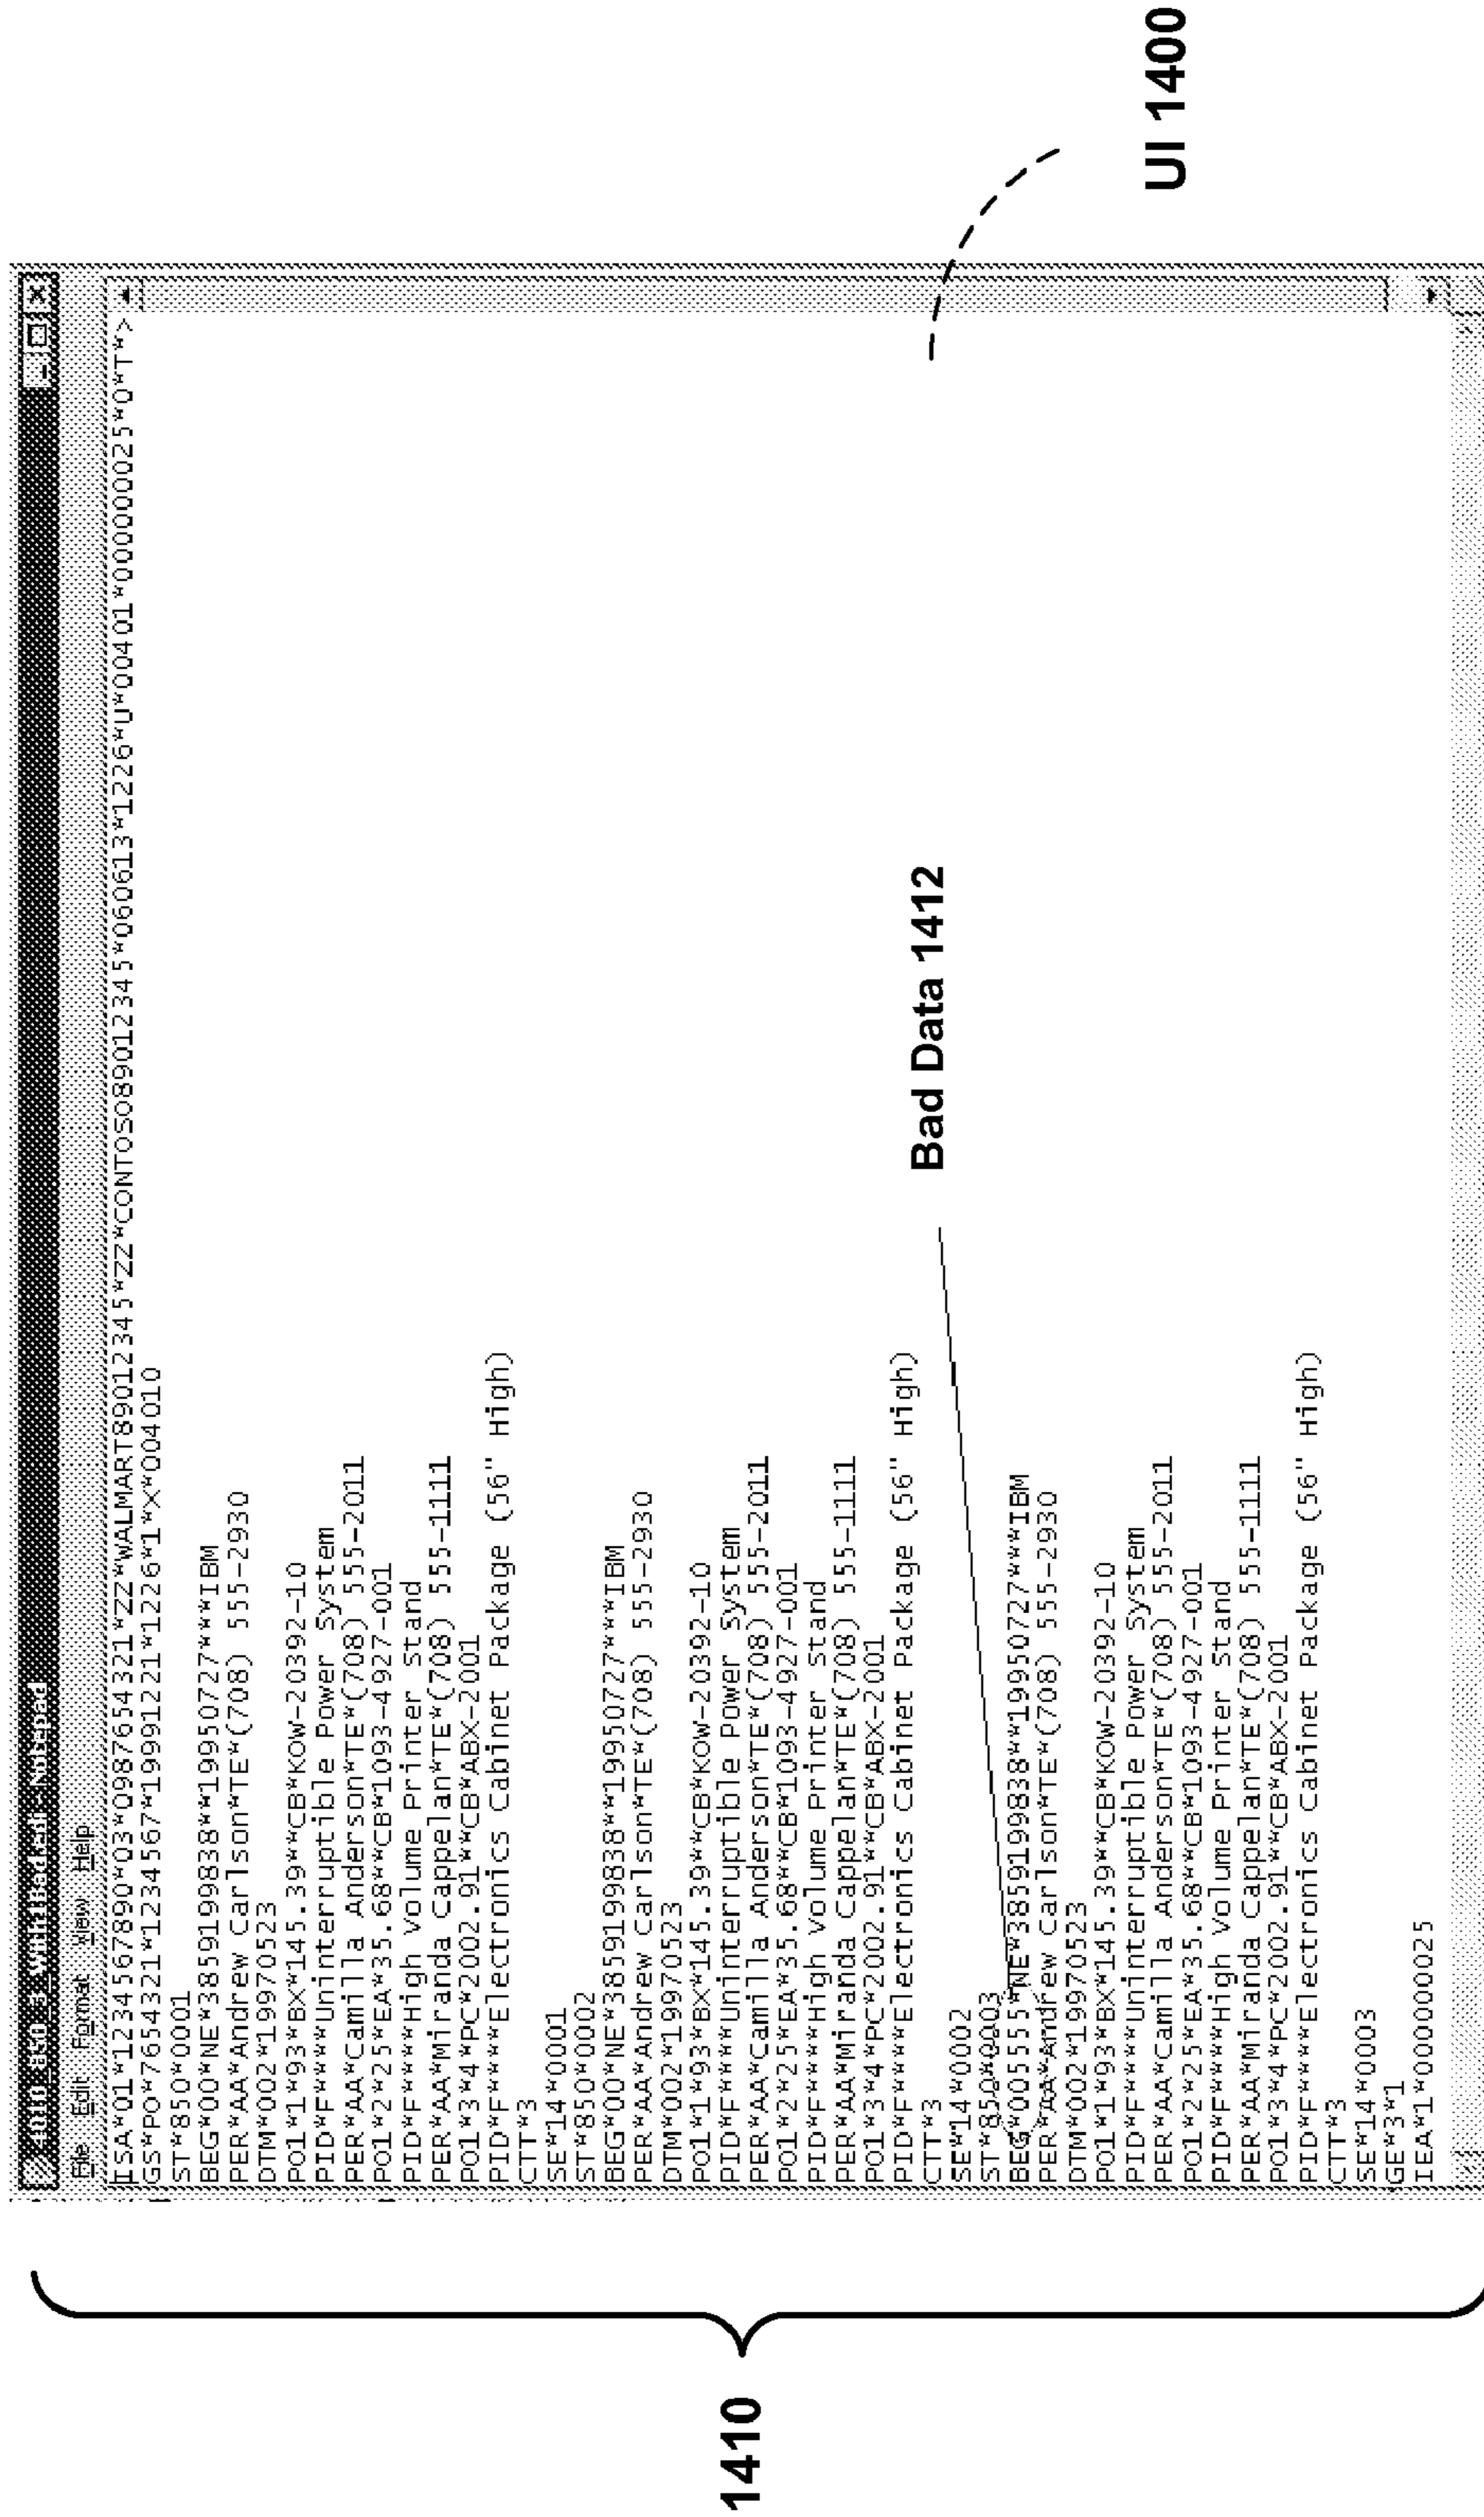 2000 850 3 with badsn - Notepad
File Edit Format View Help
ISA*01*1234567890*03*0987654321*ZZ*WALMART89012345*ZZ*CONTOSO89012345*060613*1226*U*00401*000000025*0*T*>
GS*PO*7654321*1234567*19991221*1226*1*X*004010
ST*850*0001
BEG*00*NE*3859199838**19950727***IBM
PER*AA*Andrew Carlson*TE*(708) 555-2930
DTM*002*19970523
PO1*1*93*BX*145.39**CB*KOW-20392-10
PID*F****Uninterruptible Power System
PER*AA*Camilla Anderson*TE*(708) 555-2011
PO1*2*25*EA*35.68**CB*1093-4927-001
PID*F****High Volume Printer Stand
PER*AA*Miranda Cappelan*TE*(708) 555-1111
PO1*3*4*PC*2002.91**CB*ABX-2001
PID*F****Electronics Cabinet Package (56" High)
CTT*3
SE*14*0001
ST*850*0002
BEG*00*NE*3859199838**19950727***IBM
PER*AA*Andrew Carlson*TE*(708) 555-2930
DTM*002*19970523
PO1*1*93*BX*145.39**CB*KOW-20392-10
PID*F****Uninterruptible Power System
PER*AA*Camilla Anderson*TE*(708) 555-2011
PO1*2*25*EA*35.68**CB*1093-4927-001
PID*F****High Volume Printer Stand
PER*AA*Miranda Cappelan*TE*(708) 555-1111
PO1*3*4*PC*2002.91**CB*ABX-2001
PID*F****Electronics Cabinet Package (56" High)
CTT*3
SE*14*0002
ST*850*0003
BEG*005555*NE*3859199838**19950727***IBM
PER*AA*Andrew Carlson*TE*(708) 555-2930
DTM*002*19970523
PO1*1*93*BX*145.39**CB*KOW-20392-10
PID*F****Uninterruptible Power System
PER*AA*Camilla Anderson*TE*(708) 555-2011
PO1*2*25*EA*35.68**CB*1093-4927-001
PID*F****High Volume Printer Stand
PER*AA*Miranda Cappelan*TE*(708) 555-1111
PO1*3*4*PC*2002.91**CB*ABX-2001
PID*F****Electronics Cabinet Package (56" High)
CTT*3
SE*14*0003
GE*3*1
IEA*1*000000025
1410
Bad Data 1412
UI 1400